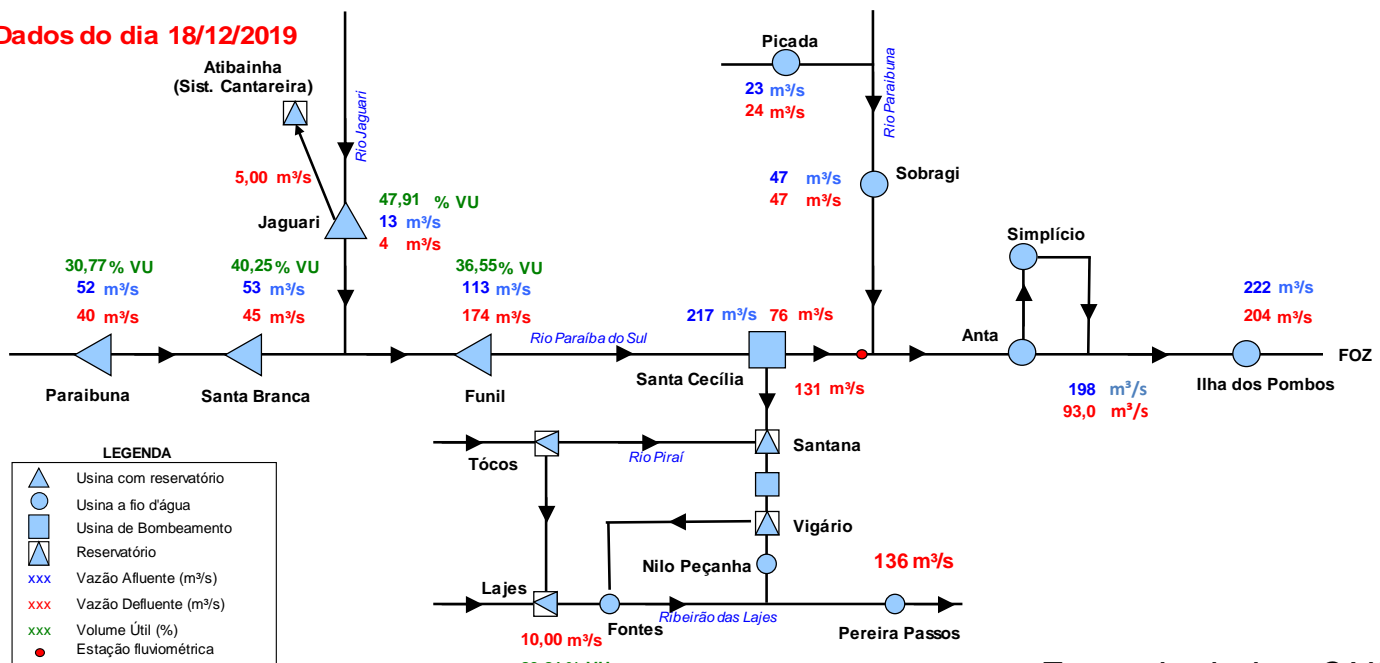 Dados do dia 18/12/2019
Atibainha
(Sist. Cantareira)
Rio Jaguari
5,00 m³/s
Jaguari
47,91 % VU
13 m³/s
4 m³/s
Picada
23 m³/s
24 m³/s
Rio Paraibuna
47 m³/s
47 m³/s
Sobragi
30,77 % VU
52 m³/s
40 m³/s
Paraibuna
40,25 % VU
53 m³/s
45 m³/s
Santa Branca
36,55 % VU
113 m³/s
174 m³/s
Funil
Rio Paraíba do Sul
217 m³/s 76 m³/s
Santa Cecília
131 m³/s
Simplício
Anta
198 m³/s
93,0 m³/s
222 m³/s
204 m³/s
Ilha dos Pombos
FOZ
Tócos
Rio Piraí
Santana
Vigário
Nilo Peçanha
136 m³/s
Lajes
10,00 m³/s
Fontes
Ribeirão das Lajes
Pereira Passos
LEGENDA
Usina com reservatório
Usina a fio d'água
Usina de Bombeamento
Reservatório
xxx Vazão Afluente (m³/s)
xxx Vazão Defluente (m³/s)
xxx Volume Útil (%)
Estação fluviométrica